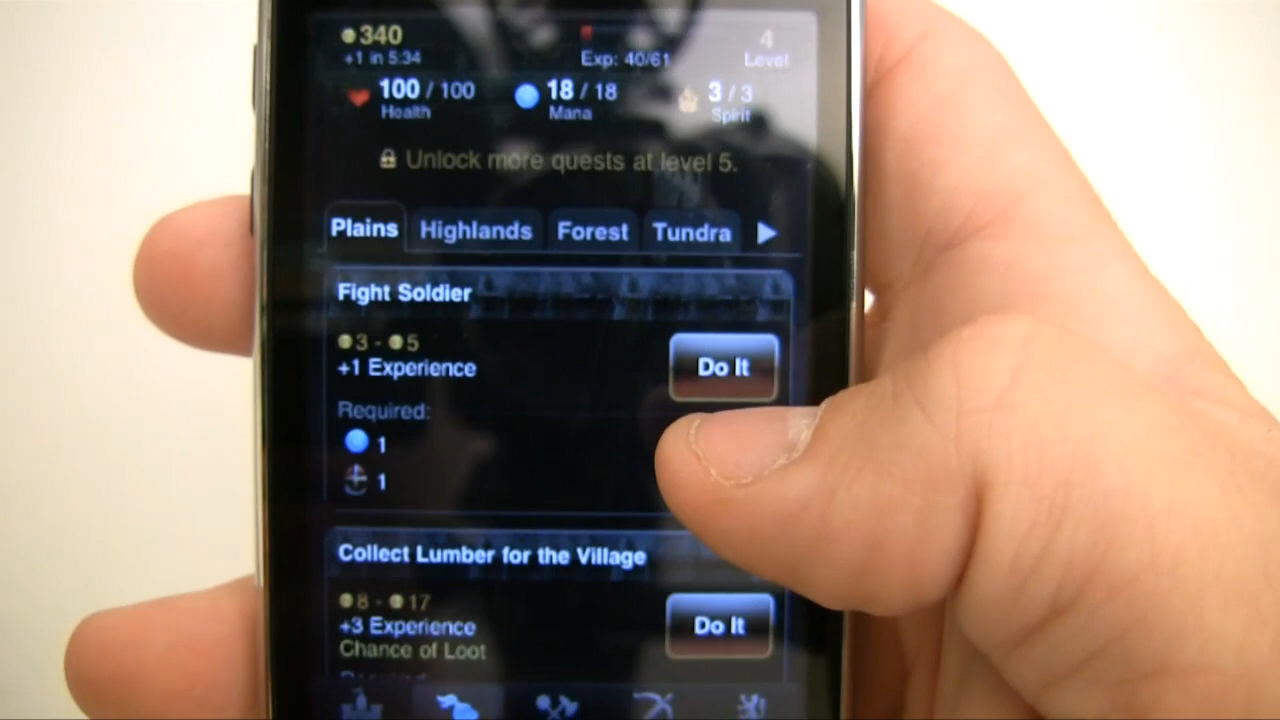 340
+1 in 5:34
Exp: 40/61
4
Level
100 / 100
Health
18 / 18
Mana
3 / 3
Spirit
Unlock more quests at level 5.
Plains
Highlands
Forest
Tundra
Fight Soldier
3 - 5
+1 Experience
Do It
Required:
1
1
Collect Lumber for the Village
8 - 17
+3 Experience
Do It
Chance of Loot